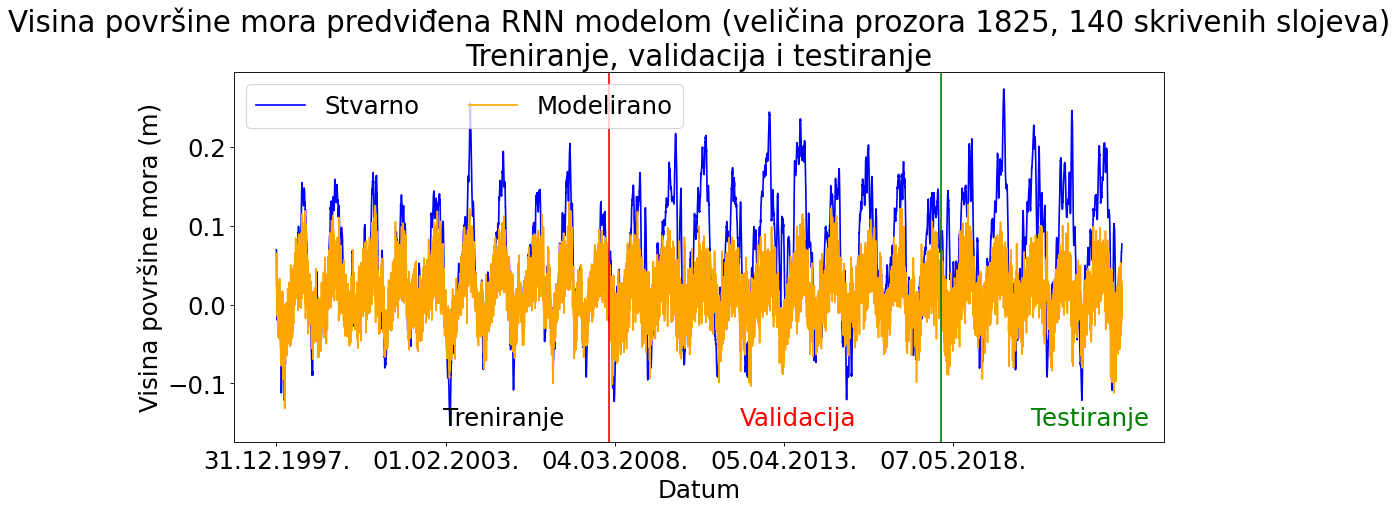 Visina površine mora predviđena RNN modelom (veličina prozora 1825, 140 skrivenih slojeva)
Treniranje, validacija i testiranje
Stvarno Modelirano
Visina površine mora (m)
0.2
0.1
0.0
−0.1
Treniranje Validacija Testiranje
31.12.1997. 01.02.2003. 04.03.2008. 05.04.2013. 07.05.2018.
Datum